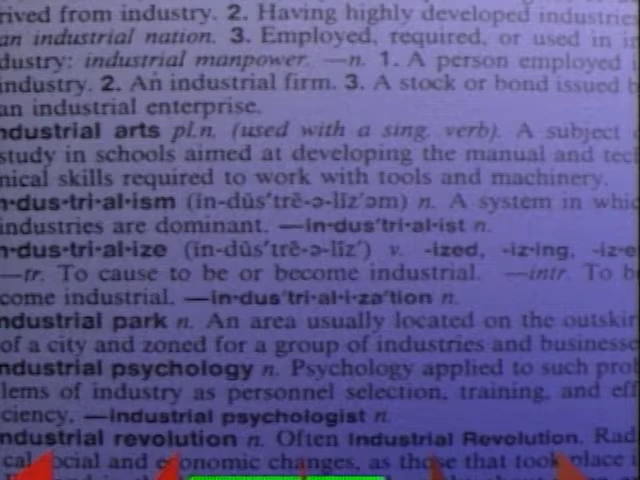 rived from industry. 2. Having highly developed industries
an industrial nation. 3. Employed, required, or used in in
dustry: industrial manpower. —n. 1. A person employed i
industry. 2. An industrial firm. 3. A stock or bond issued b
an industrial enterprise.
ndustrial arts pl.n. (used with a sing. verb). A subject
study in schools aimed at developing the manual and tec
nical skills required to work with tools and machinery.
n·dus·tri·al·ism (ĭn-dŭs′trē-ə-lĭz′əm) n. A system in whic
industries are dominant. —in·dus′tri·al·ist n.
n·dus·tri·al·ize (ĭn-dŭs′trē-ə-līz′) v. -ized, -iz·ing, -iz·e
—tr. To cause to be or become industrial. —intr. To b
come industrial. —in·dus′tri·al·i·za′tion n.
ndustrial park n. An area usually located on the outskir
of a city and zoned for a group of industries and businesse
ndustrial psychology n. Psychology applied to such prob
lems of industry as personnel selection, training, and eff
ciency. —industrial psychologist n.
ndustrial revolution n. Often Industrial Revolution. Rad
cal social and economic changes, as those that took place i